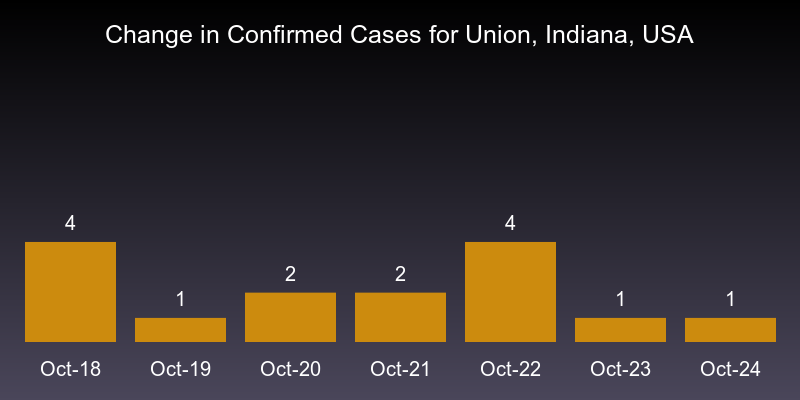 Change in Confirmed Cases for Union, Indiana, USA
4 1 2 2 4 1 1
Oct-18 Oct-19 Oct-20 Oct-21 Oct-22 Oct-23 Oct-24